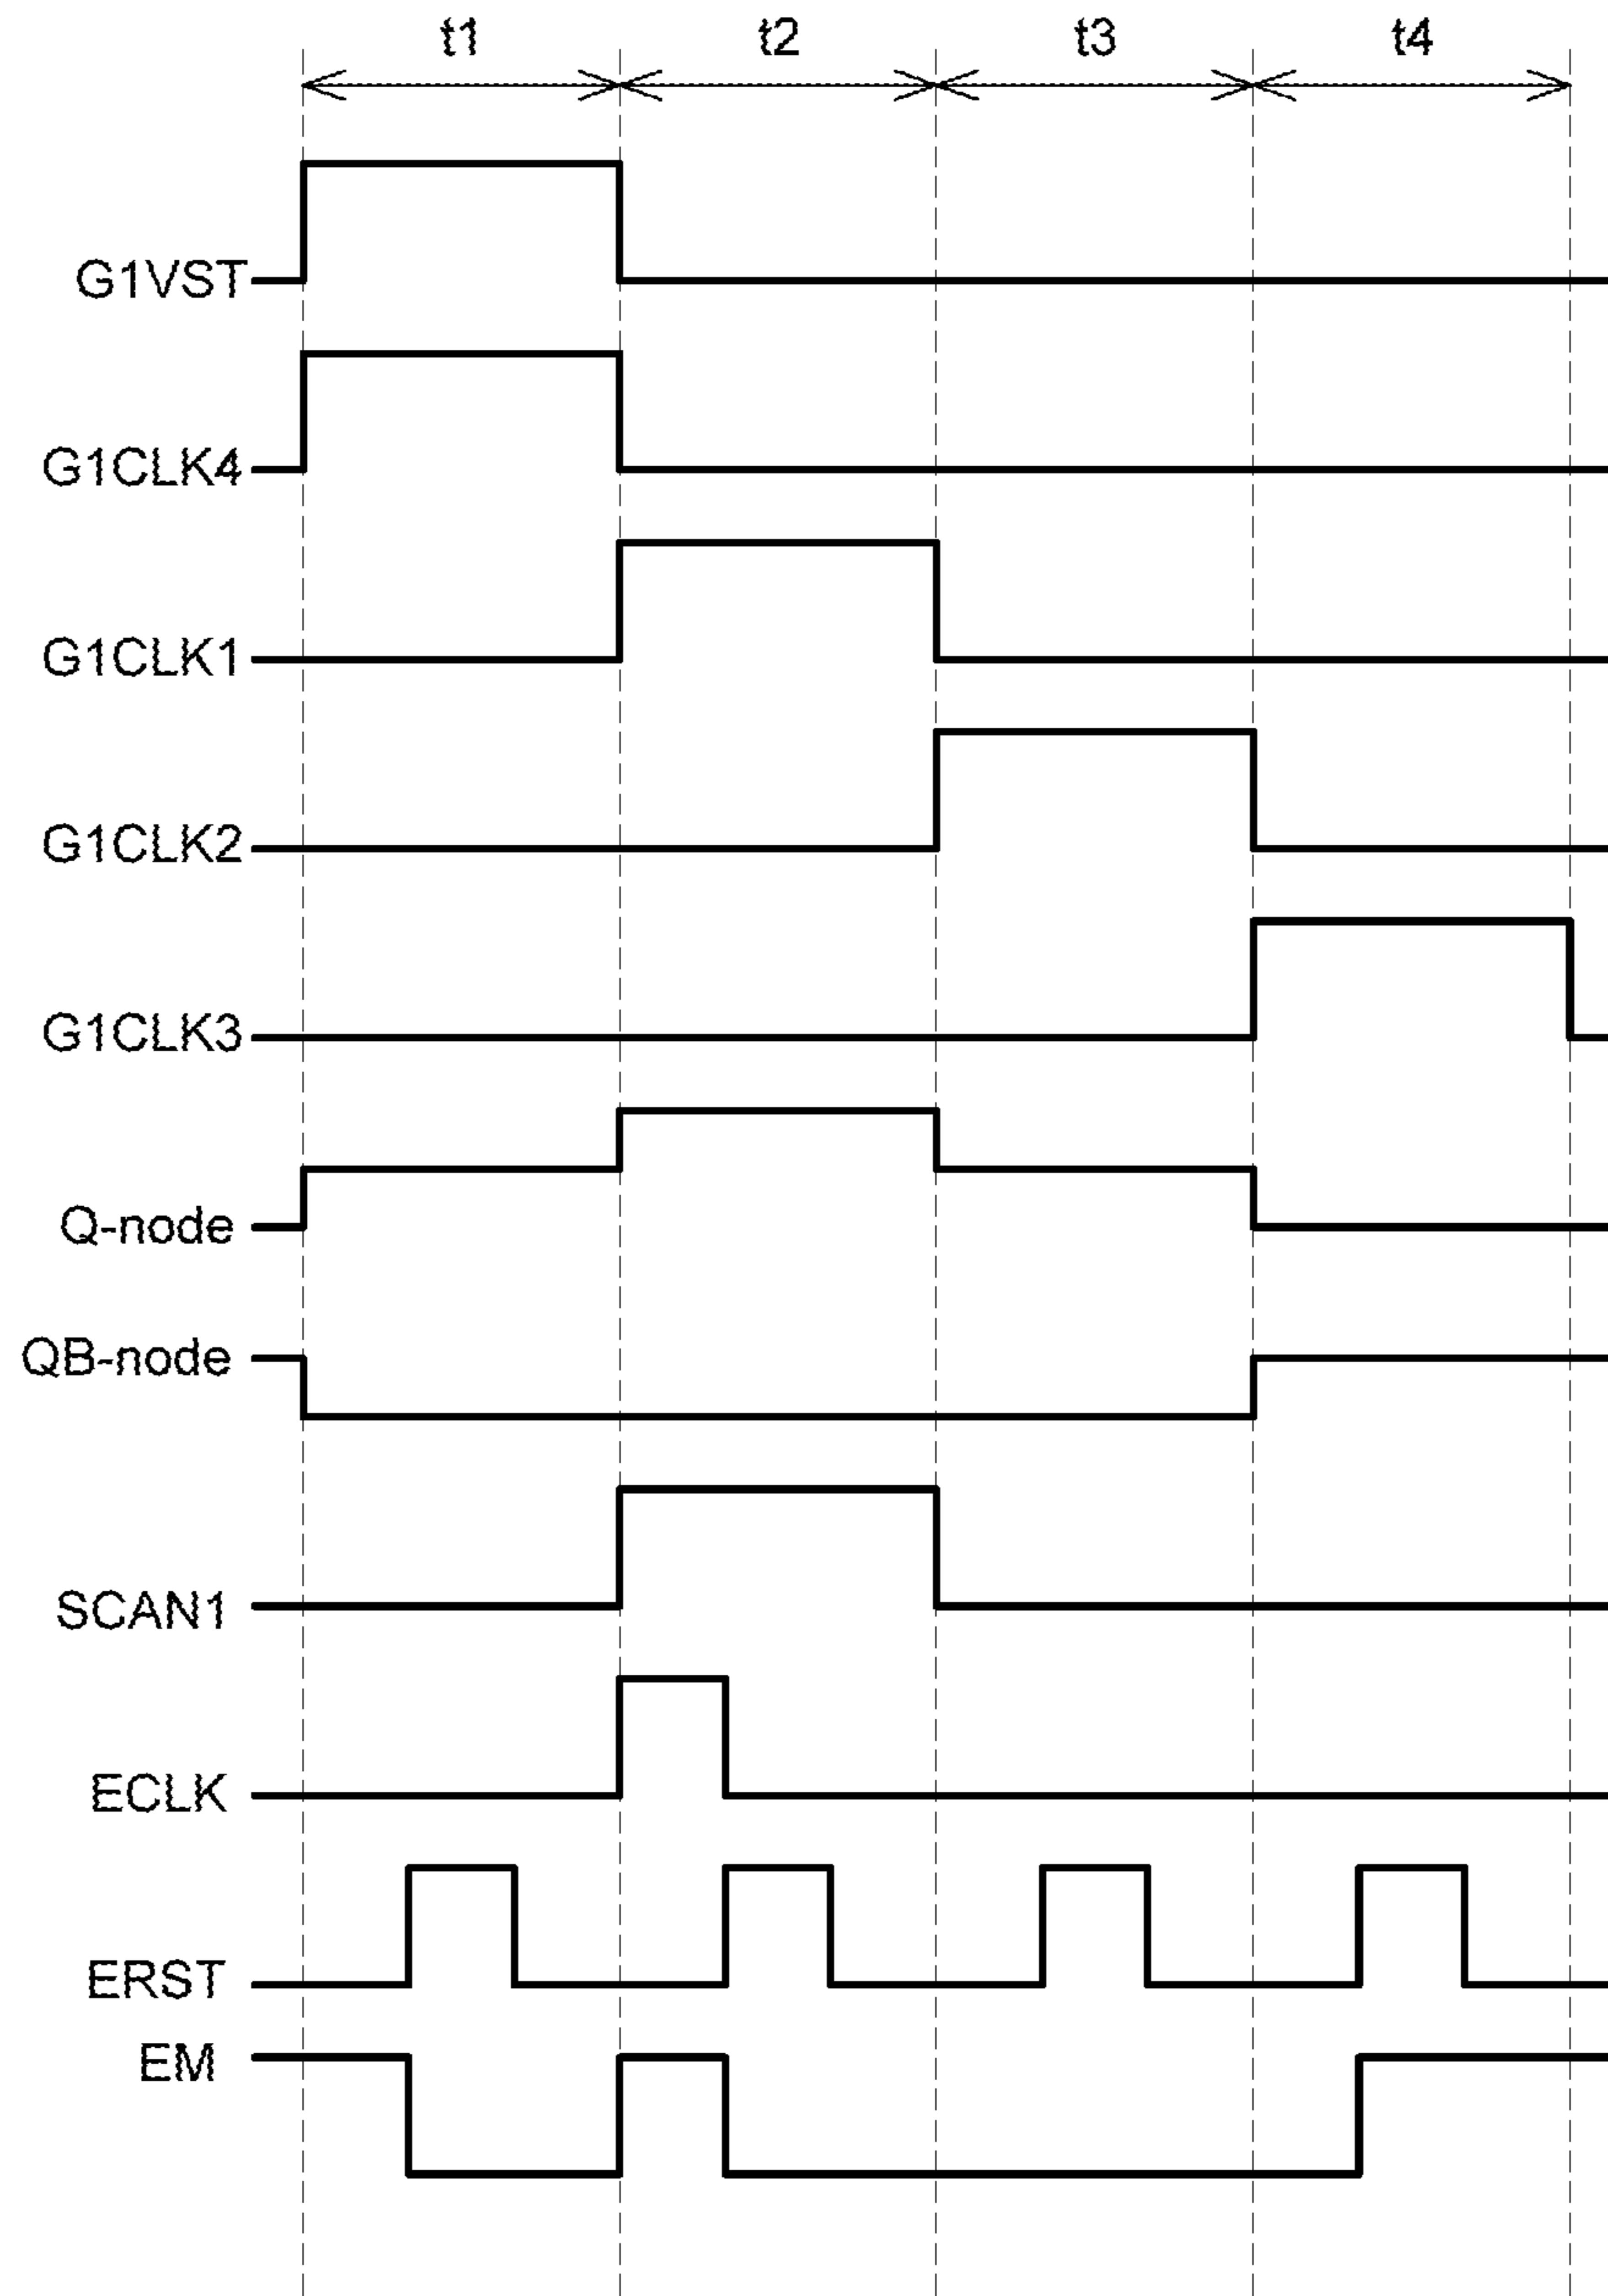 t1 t2 t3 t4
G1VST
G1CLK4
G1CLK1
G1CLK2
G1CLK3
Q-node
QB-node
SCAN1
ECLK
ERST
EM